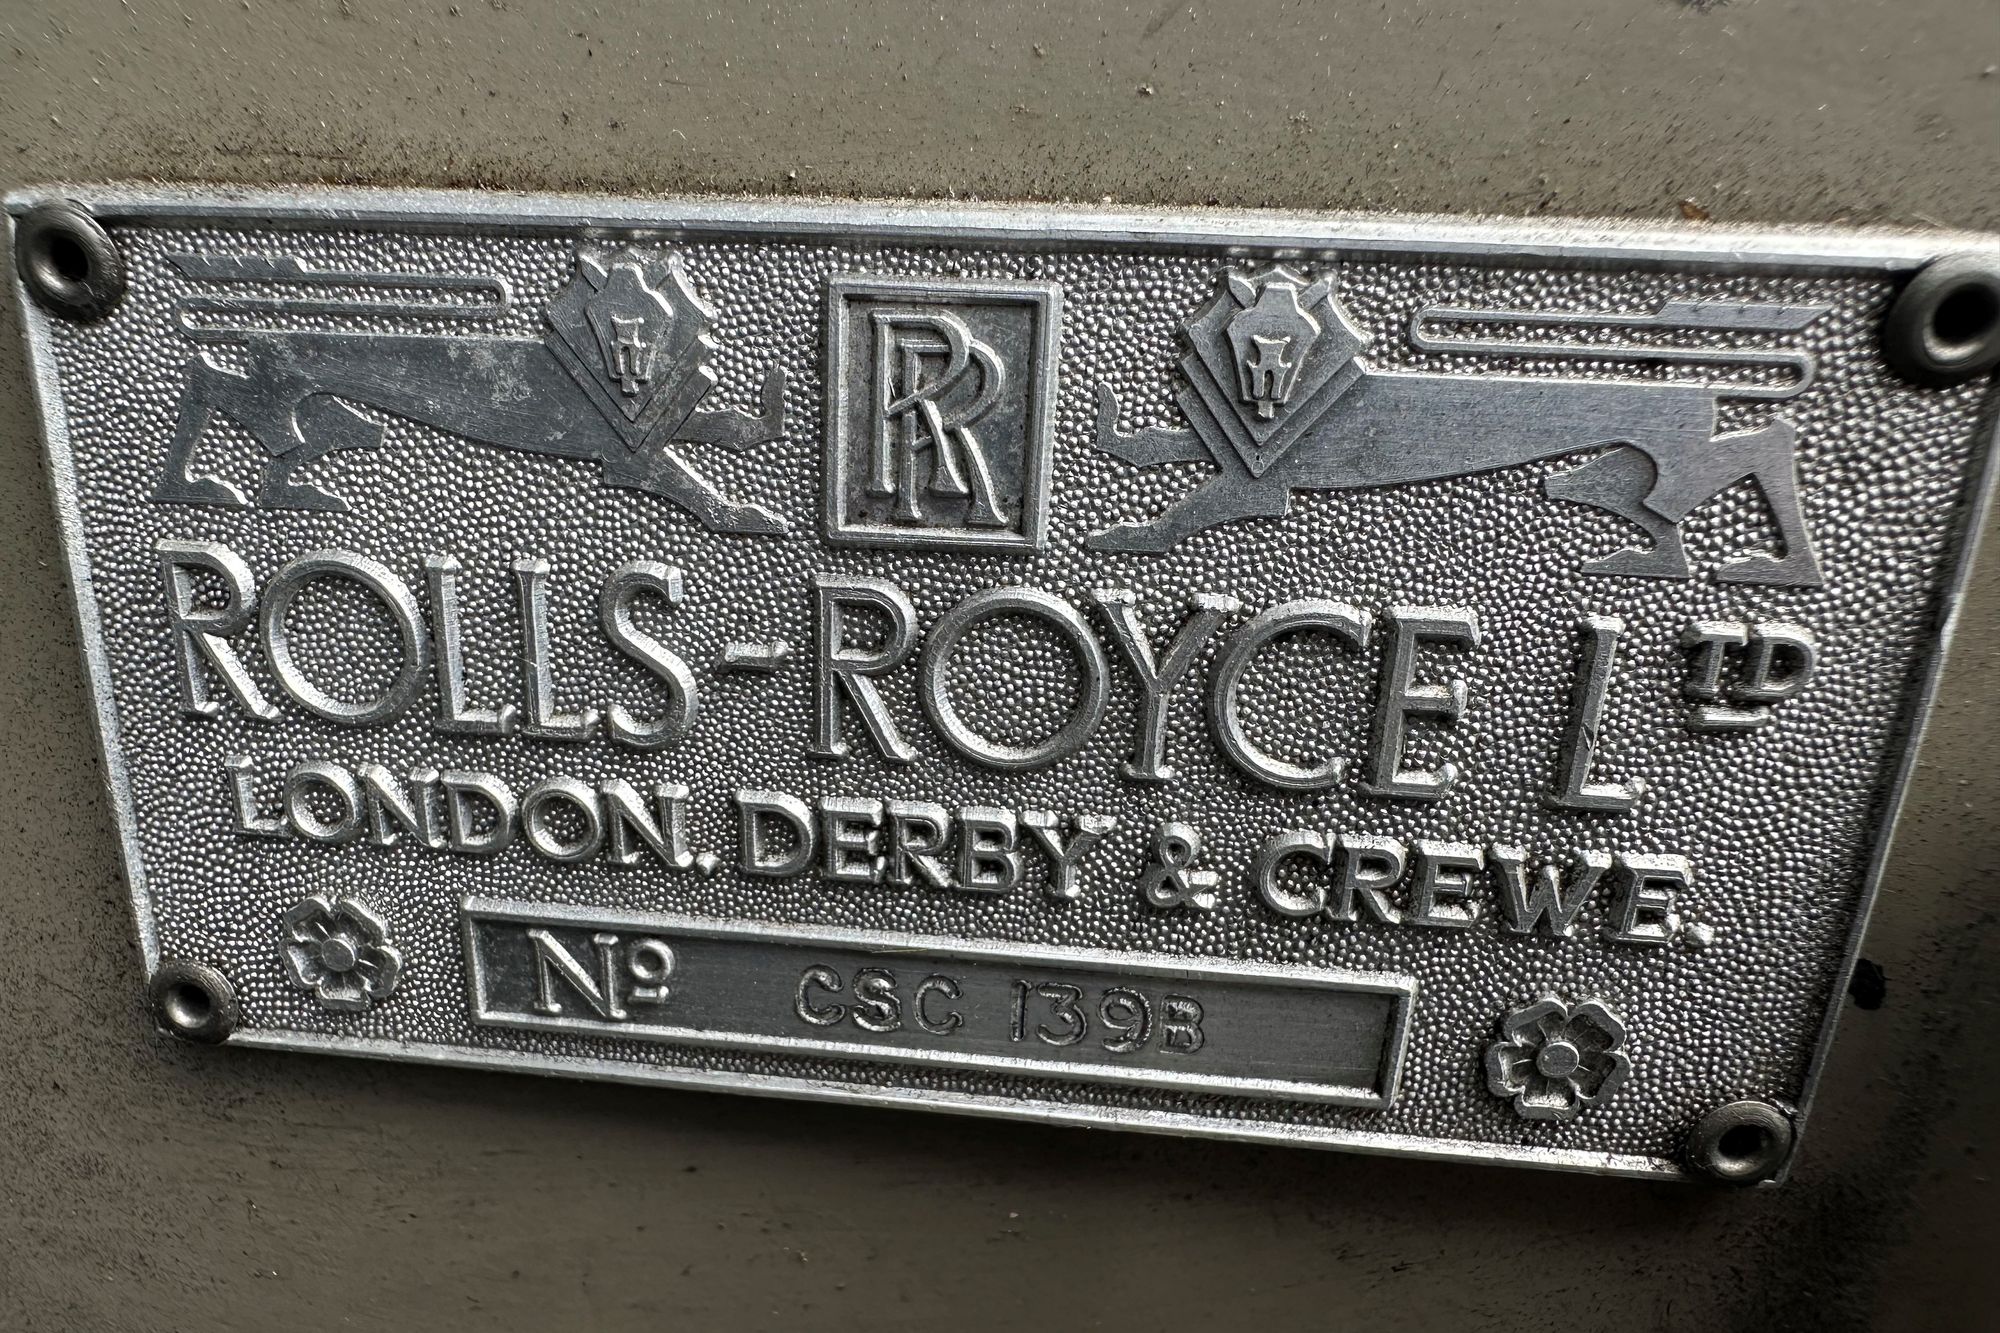 RR
ROLLS-ROYCE LTD
LONDON, DERBY & CREWE.
Nº CSC 139B